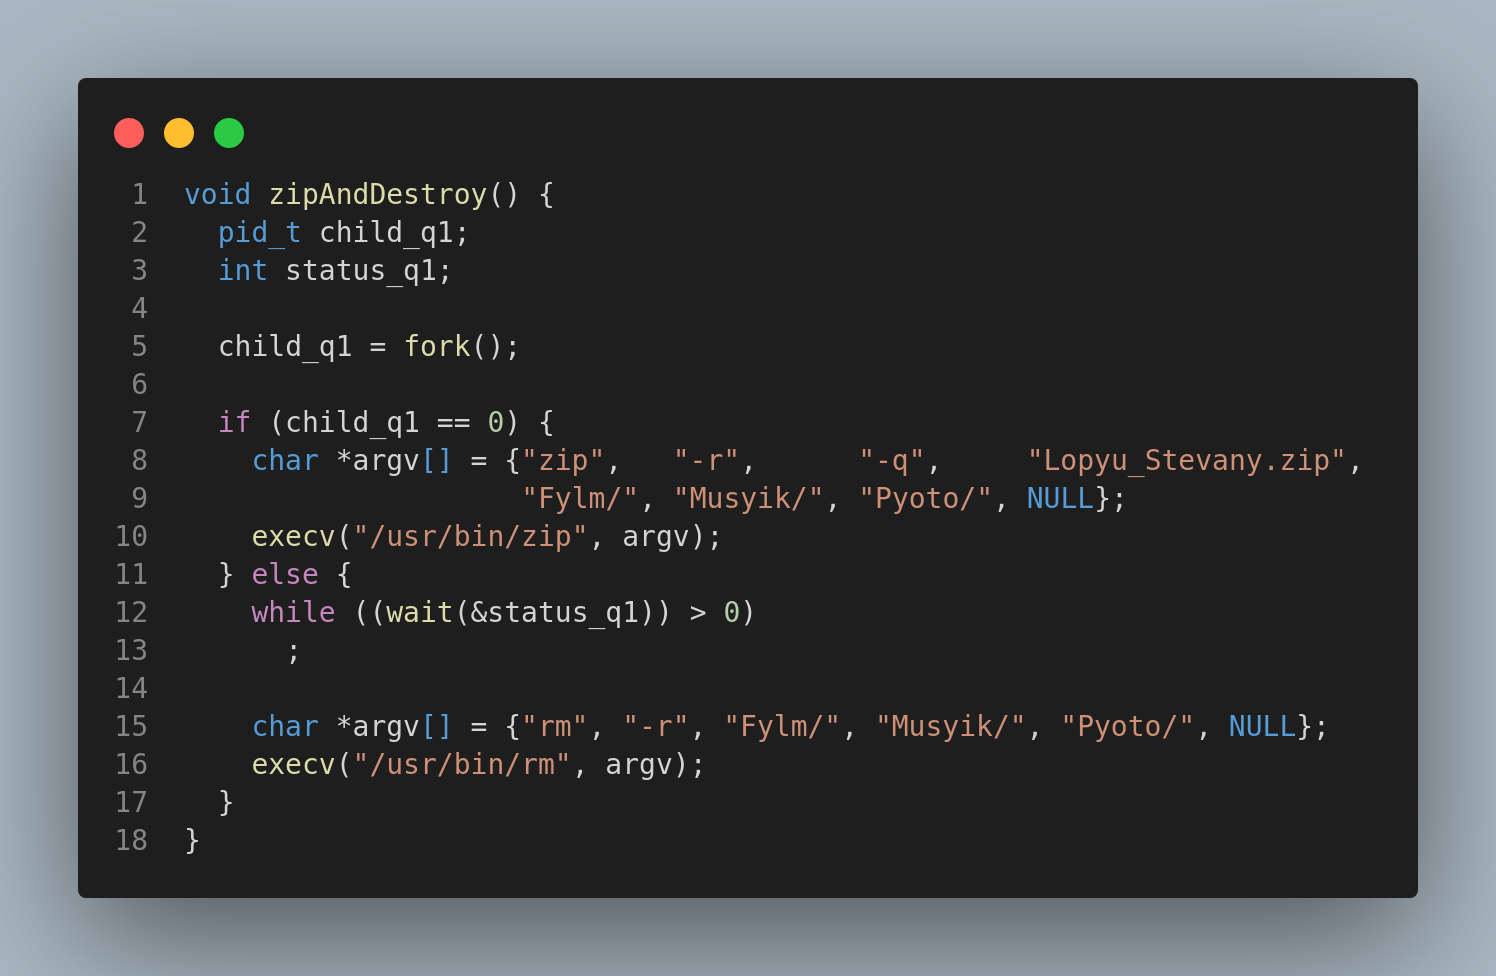 1 void zipAndDestroy() {
2   pid_t child_q1;
3   int status_q1;
4
5   child_q1 = fork();
6
7   if (child_q1 == 0) {
8     char *argv[] = {"zip",   "-r",      "-q",     "Lopyu_Stevany.zip",
9                     "Fylm/", "Musyik/", "Pyoto/", NULL};
10     execv("/usr/bin/zip", argv);
11   } else {
12     while ((wait(&status_q1)) > 0)
13       ;
14
15     char *argv[] = {"rm", "-r", "Fylm/", "Musyik/", "Pyoto/", NULL};
16     execv("/usr/bin/rm", argv);
17   }
18 }